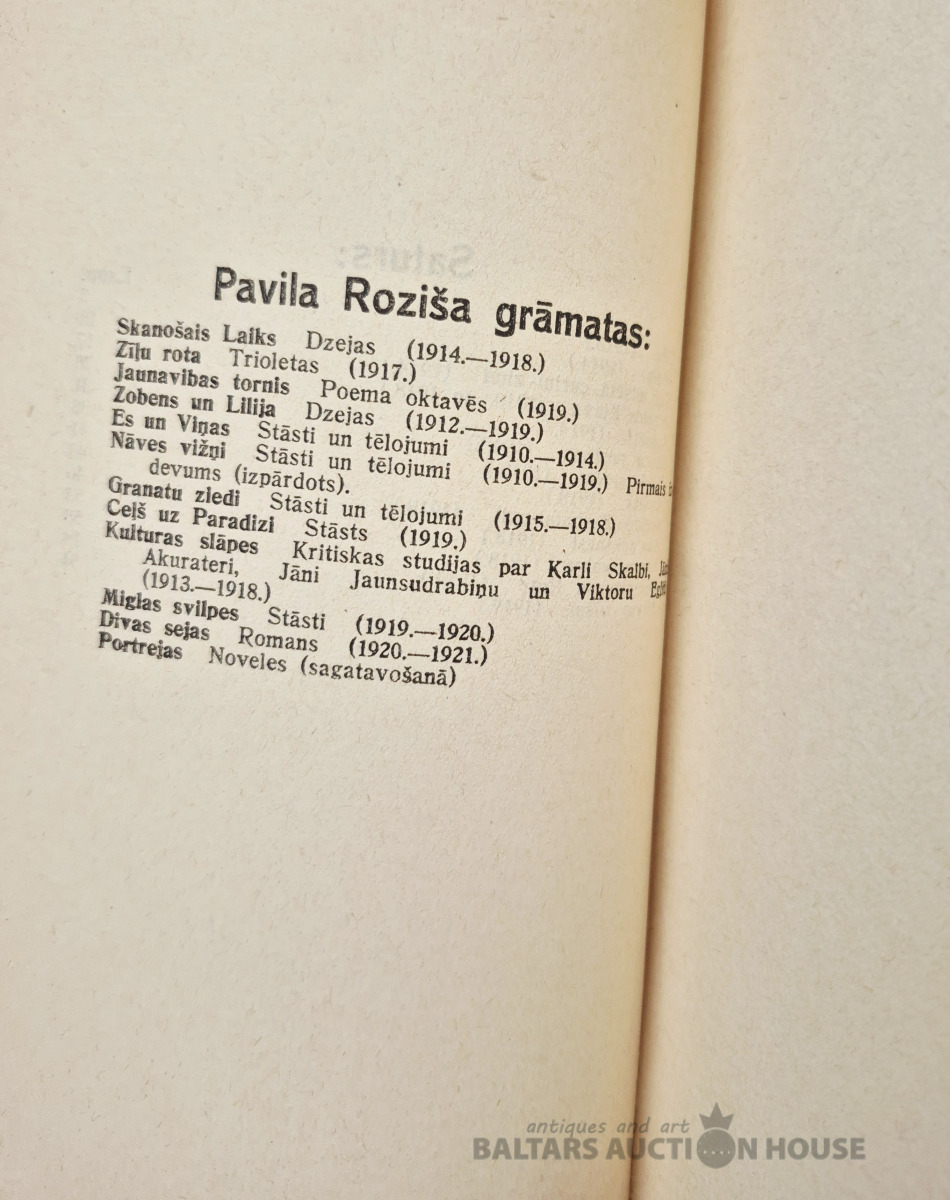 Pavila Roziša grāmatas:
Skanošais Laiks Dzejas (1914.—1918.)
Zīļu rota Trioletas (1917.)
Jaunavibas tornis Poema oktavēs (1919.)
Zobens un Lilija Dzejas (1912.—1919.)
Es un Viņas Stāsti un tēlojumi (1910.—1914.)
Nāves vižņi Stāsti un tēlojumi (1910.—1919.) Pirmais
devums (izpārdots).
Granatu ziedi Stāsti un tēlojumi (1915.—1918.)
Ceļš uz Paradizi Stāsts (1919.)
Kulturas slāpes Kritiskas studijas par Karli Skalbi,
Akurateri, Jāni Jaunsudrabiņu un Viktoru
(1913.—1918.)
Miglas svilpes Stāsti (1919.—1920.)
Divas sejas Romans (1920.—1921.)
Portrejas Noveles (sagatavošanā)
antiques and art
BALTARS AUCTION HOUSE